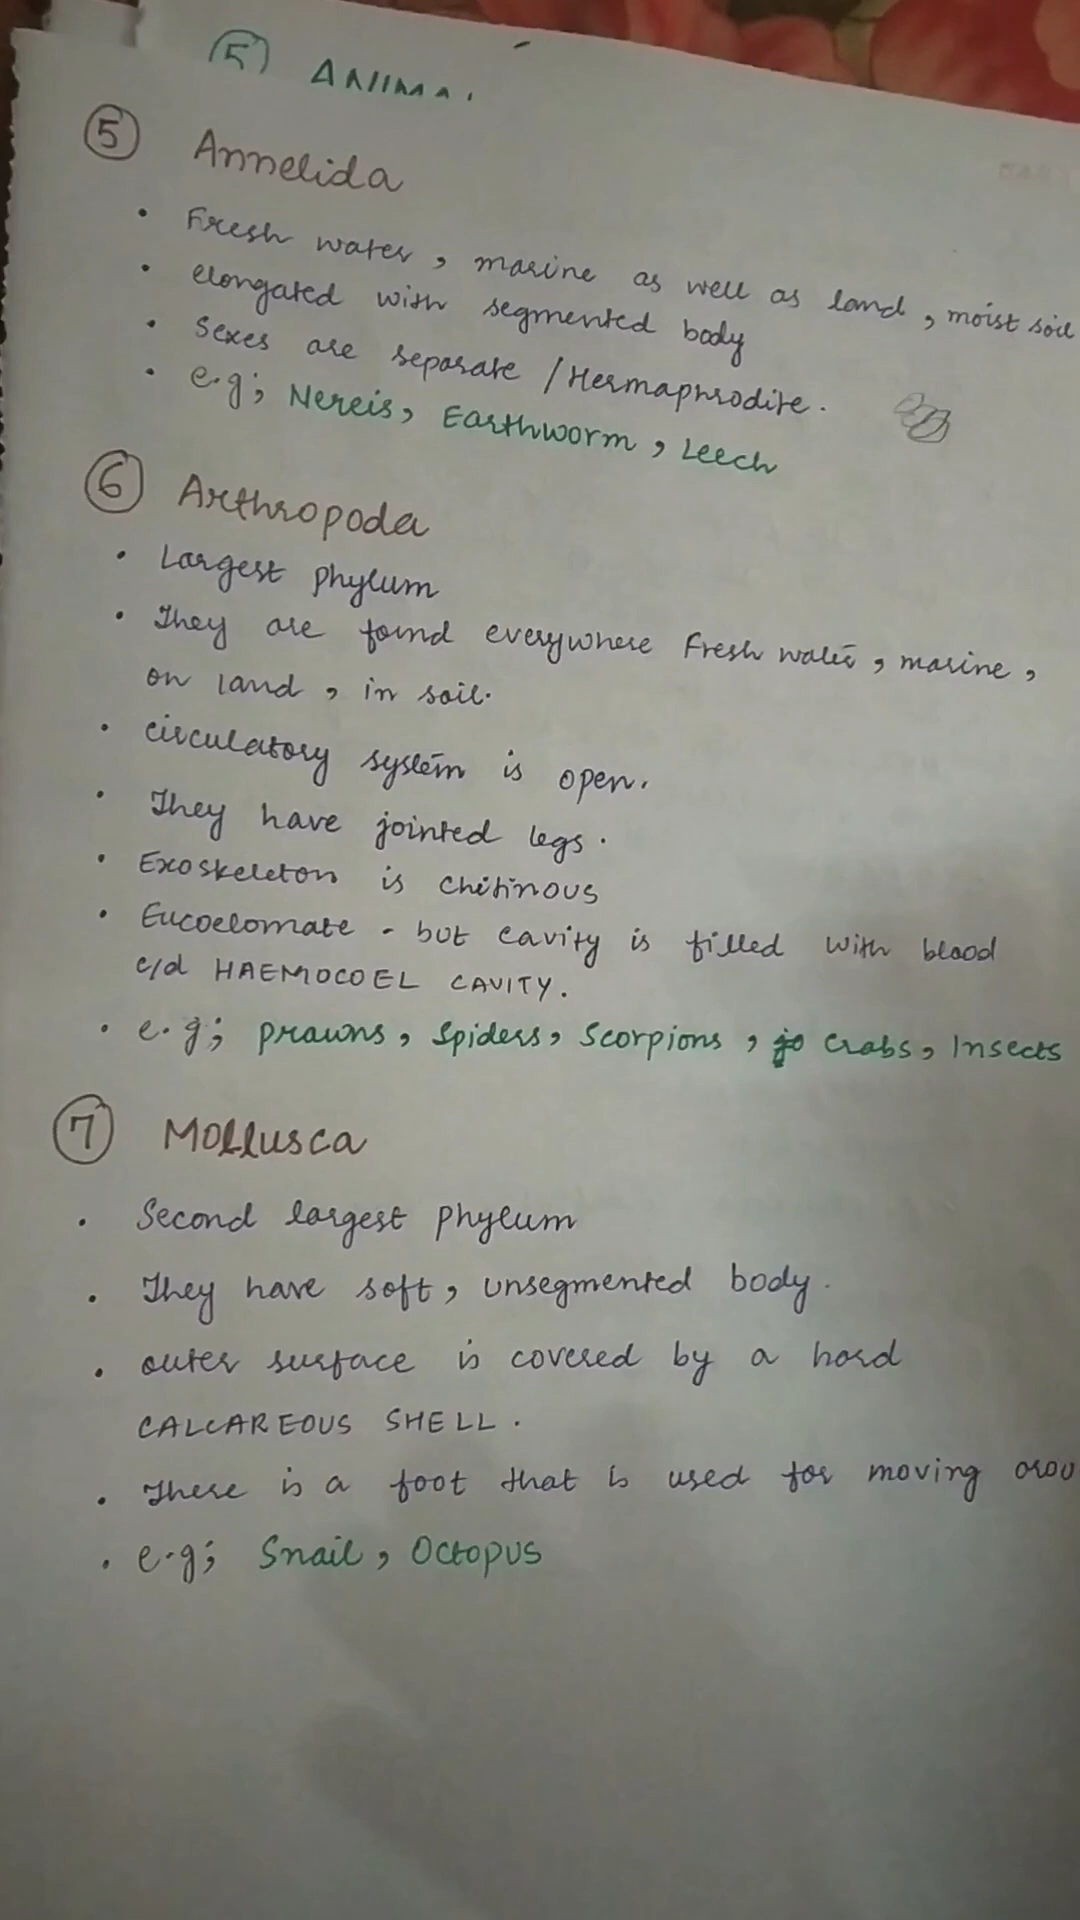 ⑤ ANIMA
⑤ Annelida
• Fresh water, marine as well as land, moist soil
• elongated with segmented body
• Sexes are separate / Hermaphrodite.
• e.g; Nereis, Earthworm, Leech
⑥ Arthropoda
• Largest phylum
• They are found everywhere Fresh water, marine,
on land, in soil.
• circulatory system is open.
• They have jointed legs.
• Exoskeleton is chitinous
• Eucoelomate - but cavity is filled with blood
c/d HAEMOCOEL CAVITY.
• e.g; Prawns, Spiders, Scorpions, crabs, Insects
⑦ Mollusca
• Second largest Phylum
• They have soft, unsegmented body.
• outer surface is covered by a hard
CALCAREOUS SHELL.
• There is a foot that is used for moving arou
• e.g; Snail, Octopus